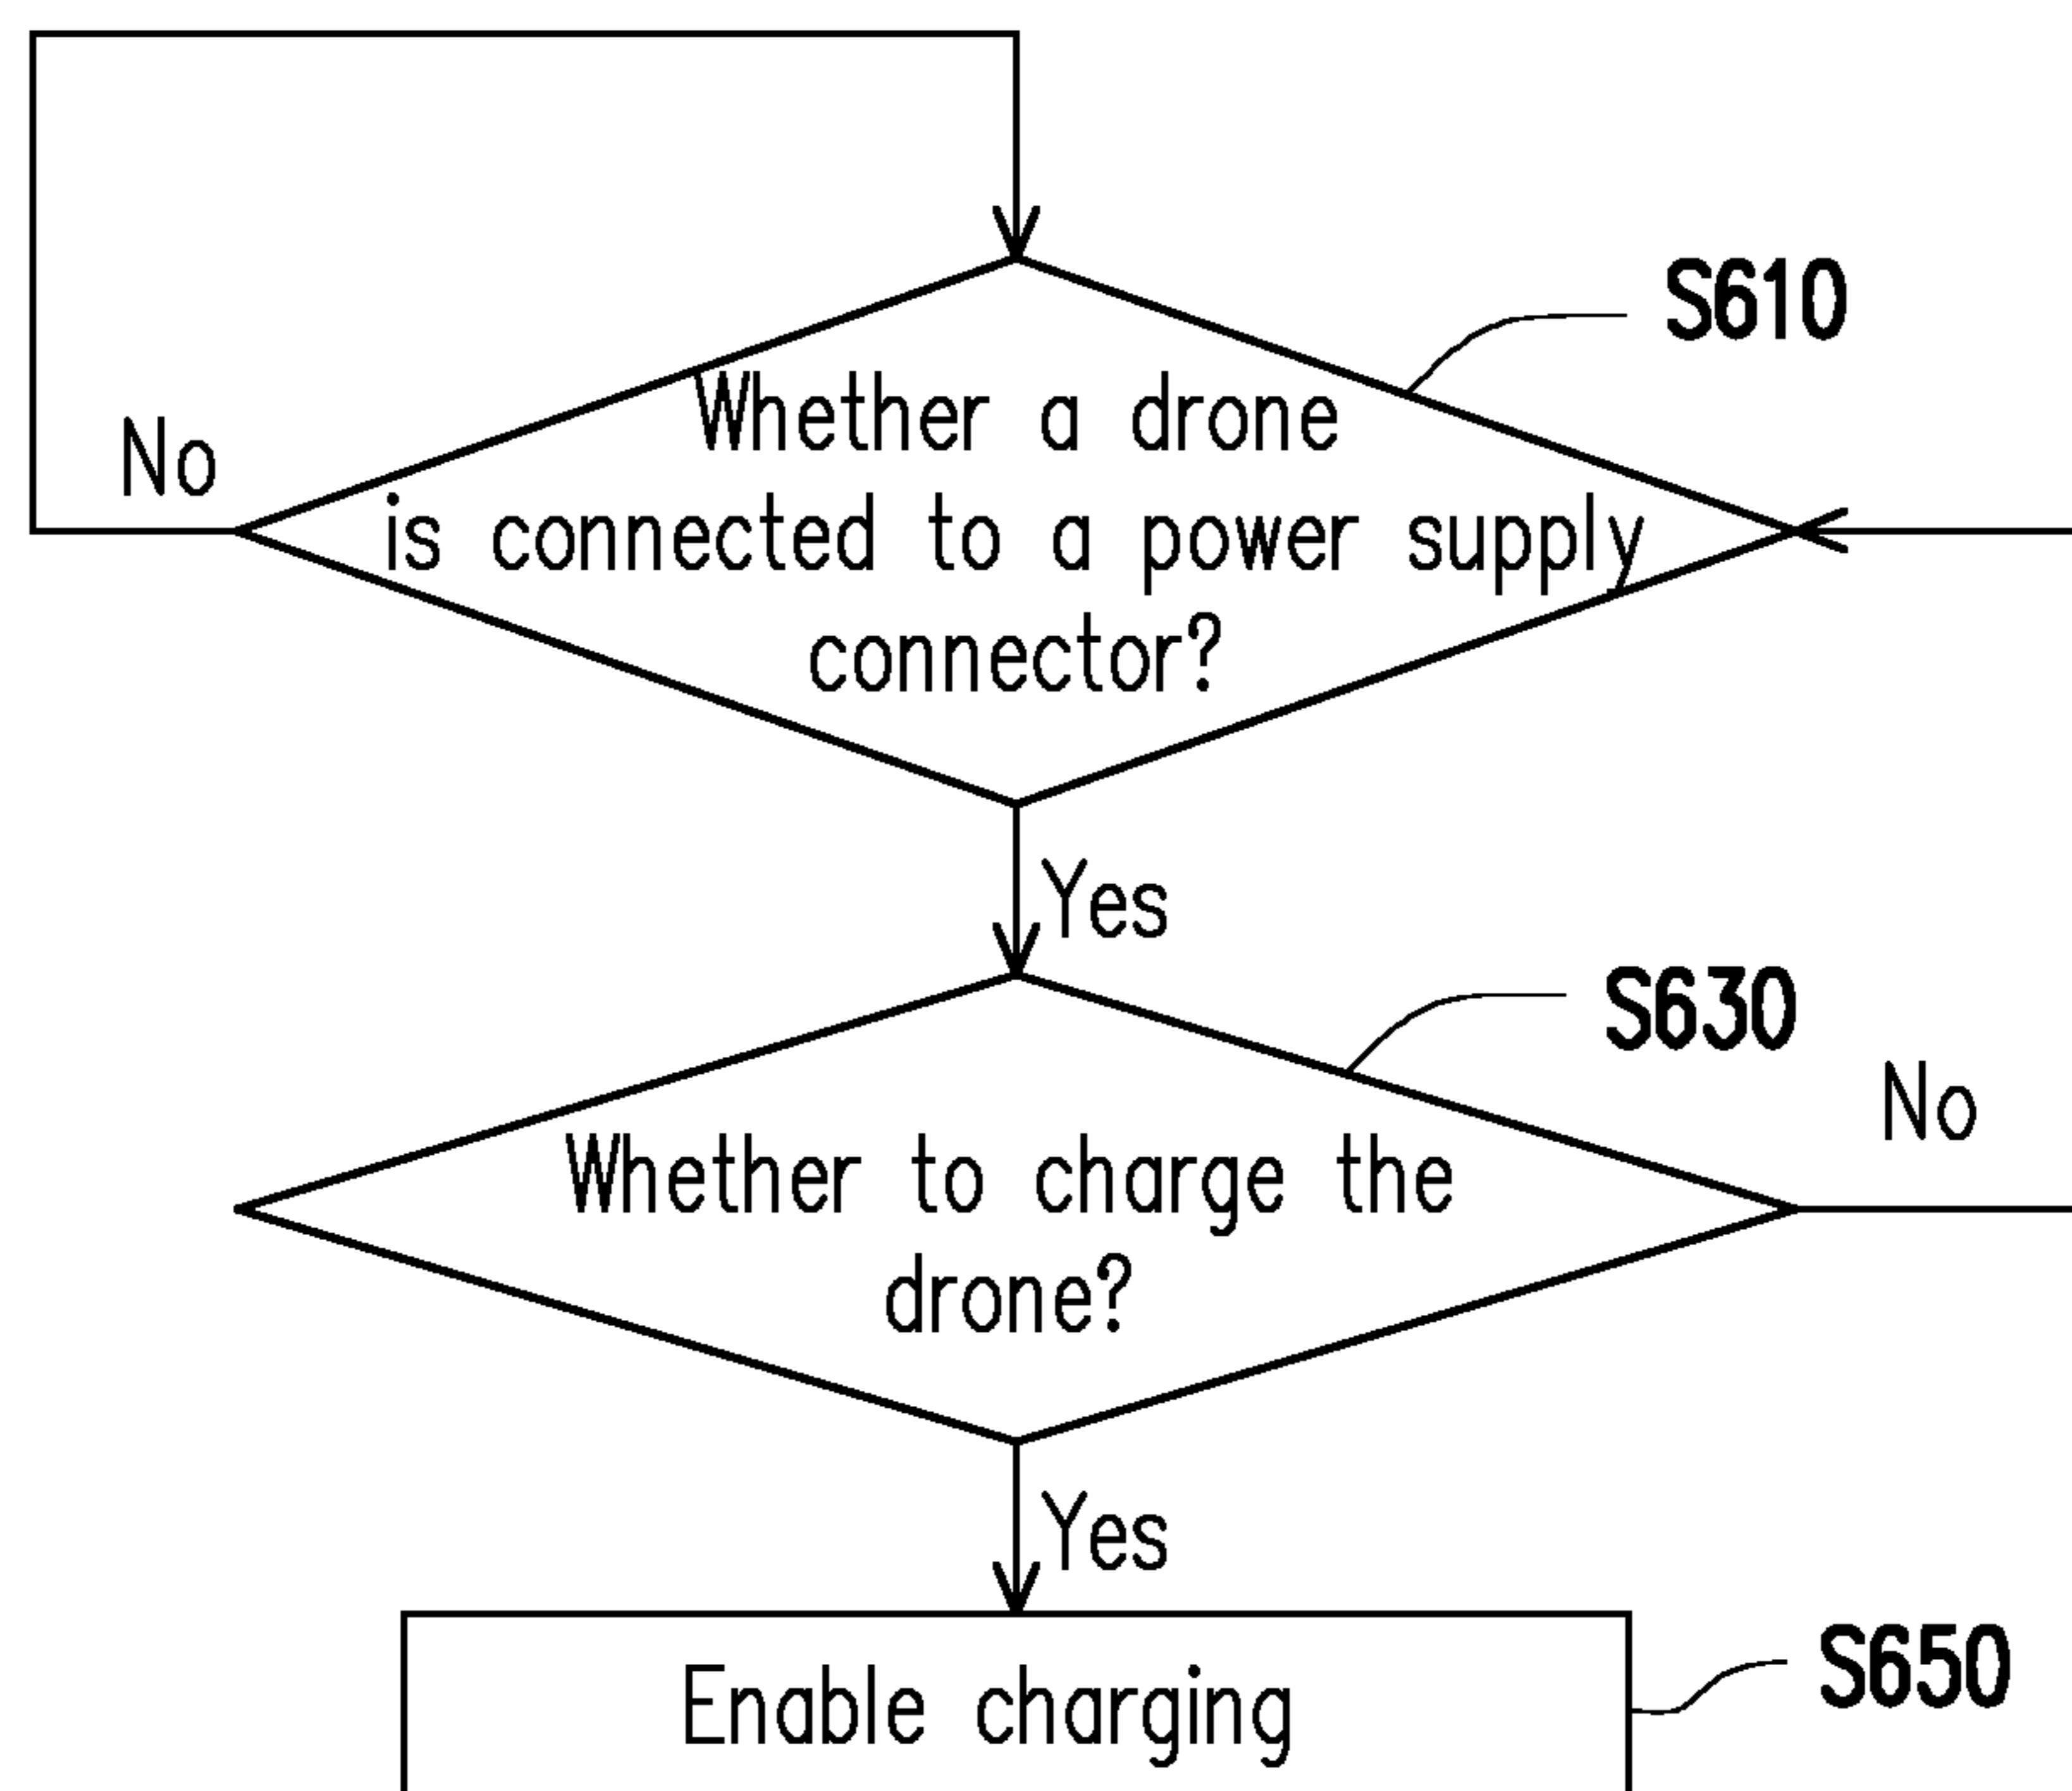 S610
Whether a drone
No
is connected to a power supply
connector?
Yes
S630
No
Whether to charge the
drone?
Yes
S650
Enable charging